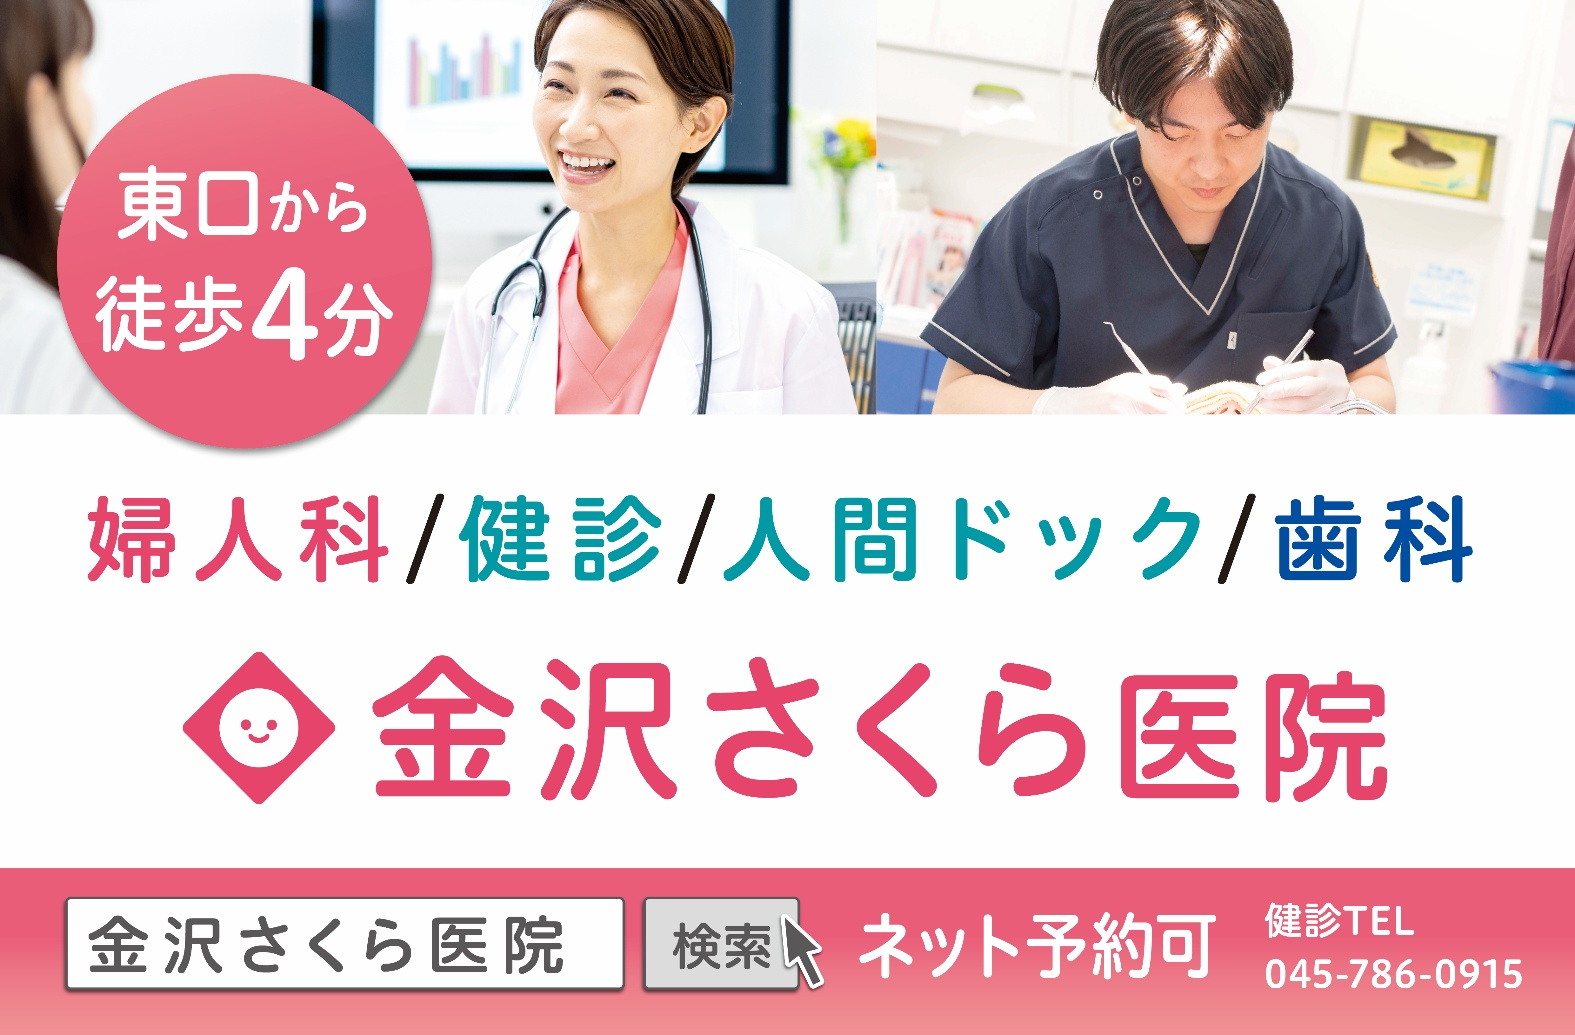 東口から
徒歩4分
婦人科/健診/人間ドック/歯科
金沢さくら医院
金沢さくら医院 検索 ネット予約可 健診TEL
045-786-0915